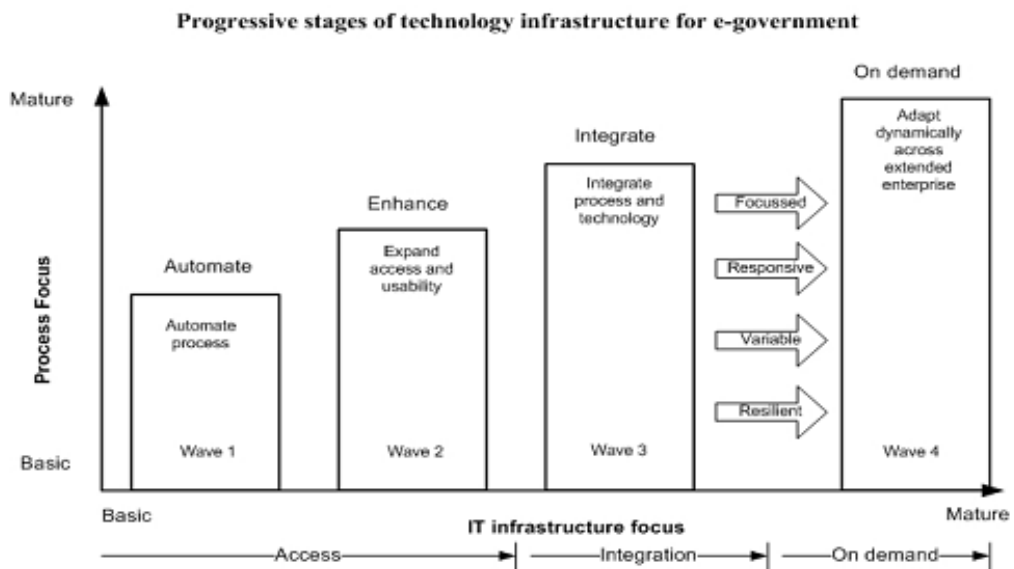 Progressive stages of technology infrastructure for e-government
On demand
Mature
Adapt
dynamically
across
extended
enterprise
Integrate
Integrate
process and
technology
Focussed
Enhance
Expand
access and
usability
Responsive
Automate
Automate
process
Variable
Process Focus
Resilient
Wave 1
Wave 2
Wave 3
Wave 4
Basic
Basic
IT infrastructure focus
Mature
Access
Integration
On demand